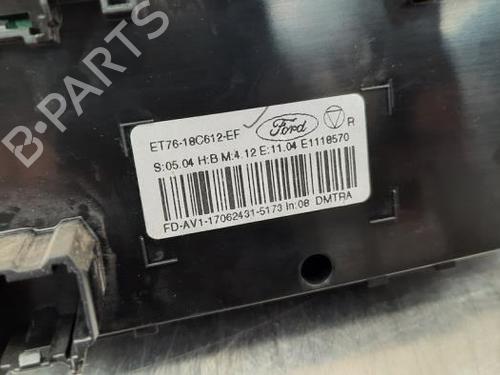 B-PARTS
ET76-18C612-EF
Ford
R
S:05.04 H:B M:4.12 E:11.04 E1118570
FD-AV1-17062431-5173 In:08 DMTRA